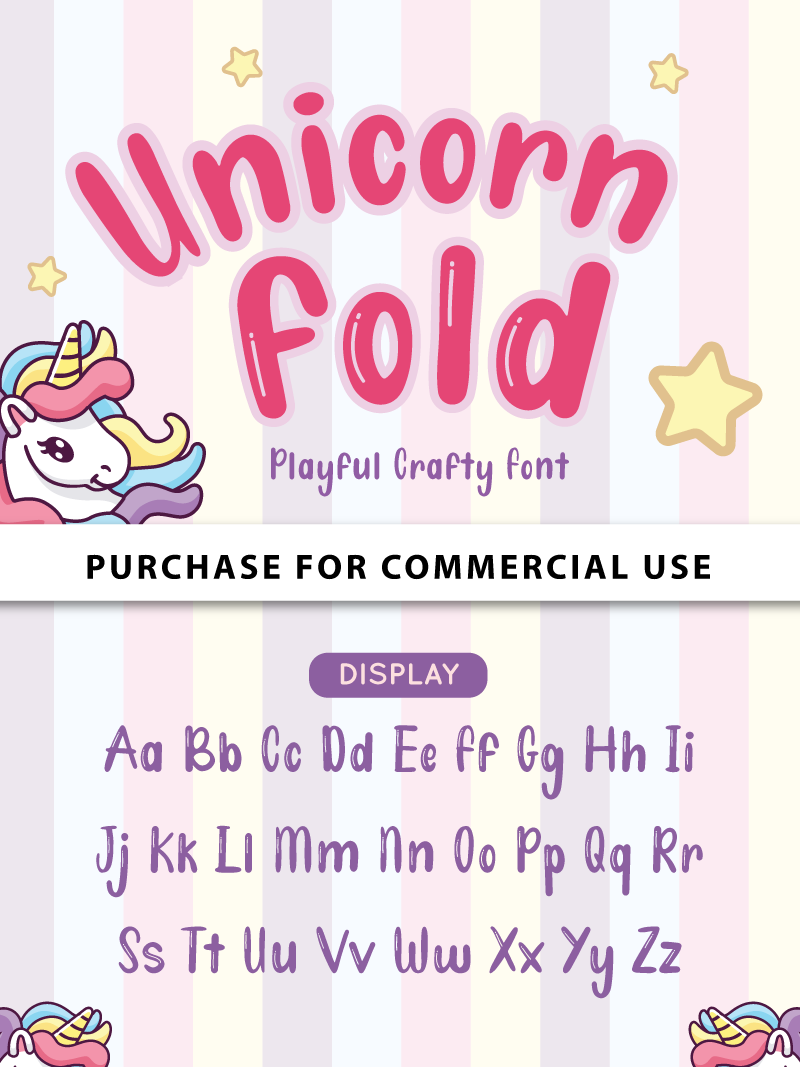 Unicorn
Fold
Playful Crafty Font
PURCHASE FOR COMMERCIAL USE
DISPLAY
Aa Bb Cc Dd Ee Ff Gg Hh Ii
Jj Kk Ll Mm Nn Oo Pp Qq Rr
Ss Tt Uu Vv Ww Xx Yy Zz